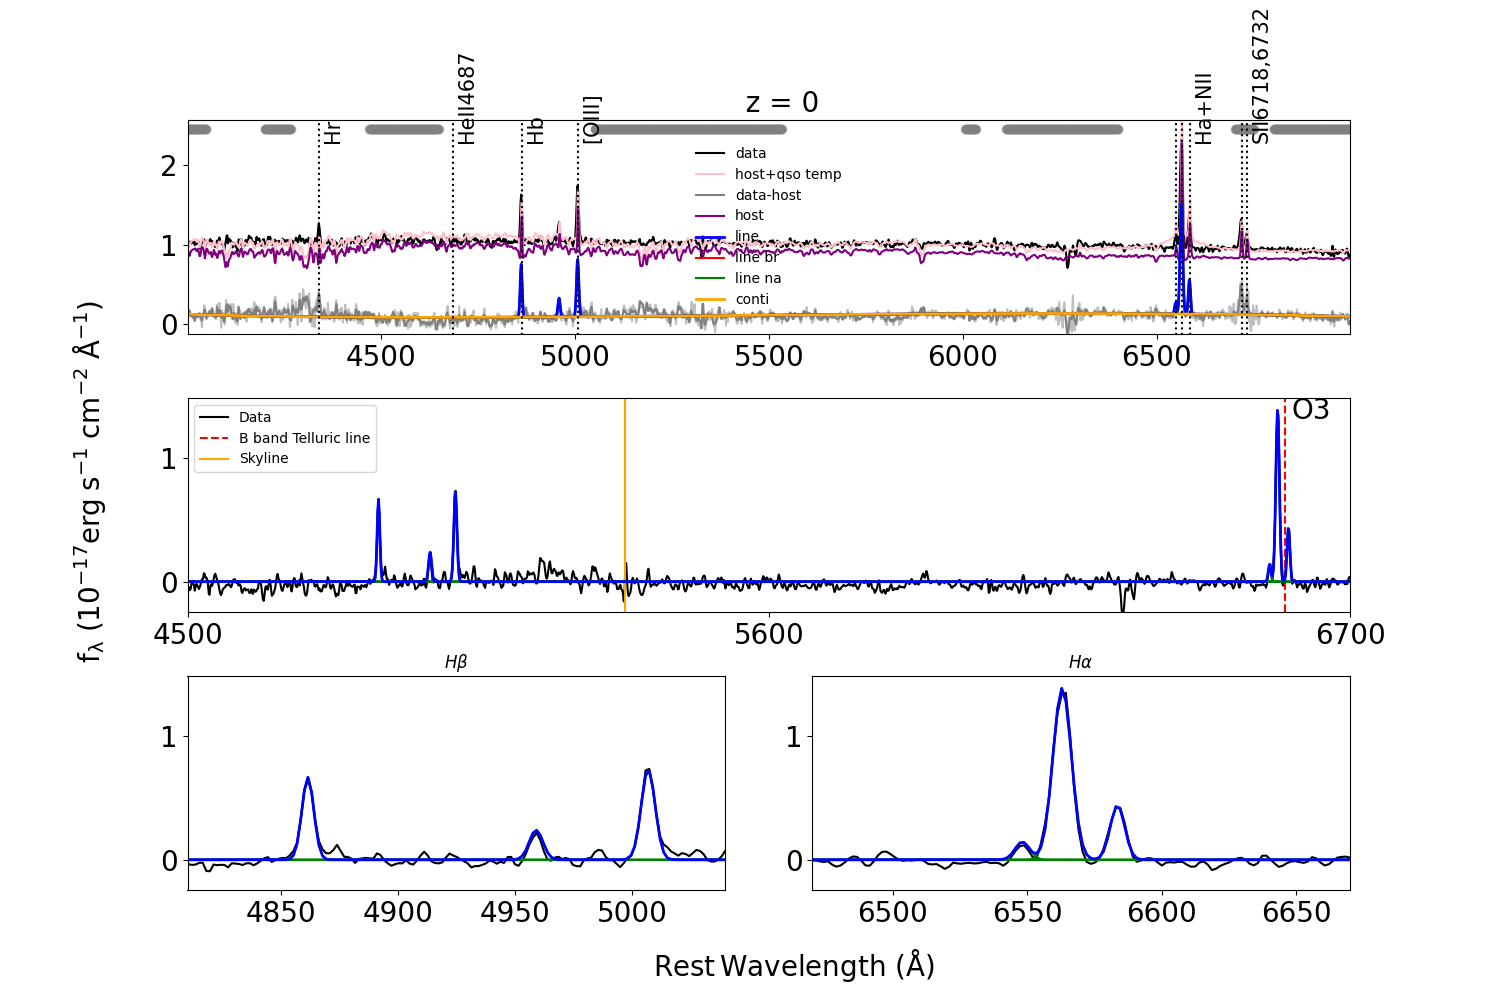 z = 0
Hr
HeII4687
Hb
[OIII]
Ha+NII
SII6718,6732
data
host+qso temp
data-host
host
line
line br
line na
conti
2
1
0
4500 5000 5500 6000 6500
Data
B band Telluric line
Skyline
O3
1
0
4500 5600 6700
fλ (10⁻¹⁷erg s⁻¹ cm⁻² Å⁻¹)
Hβ
1
0
4850 4900 4950 5000
Hα
1
0
6500 6550 6600 6650
Rest Wavelength (Å)